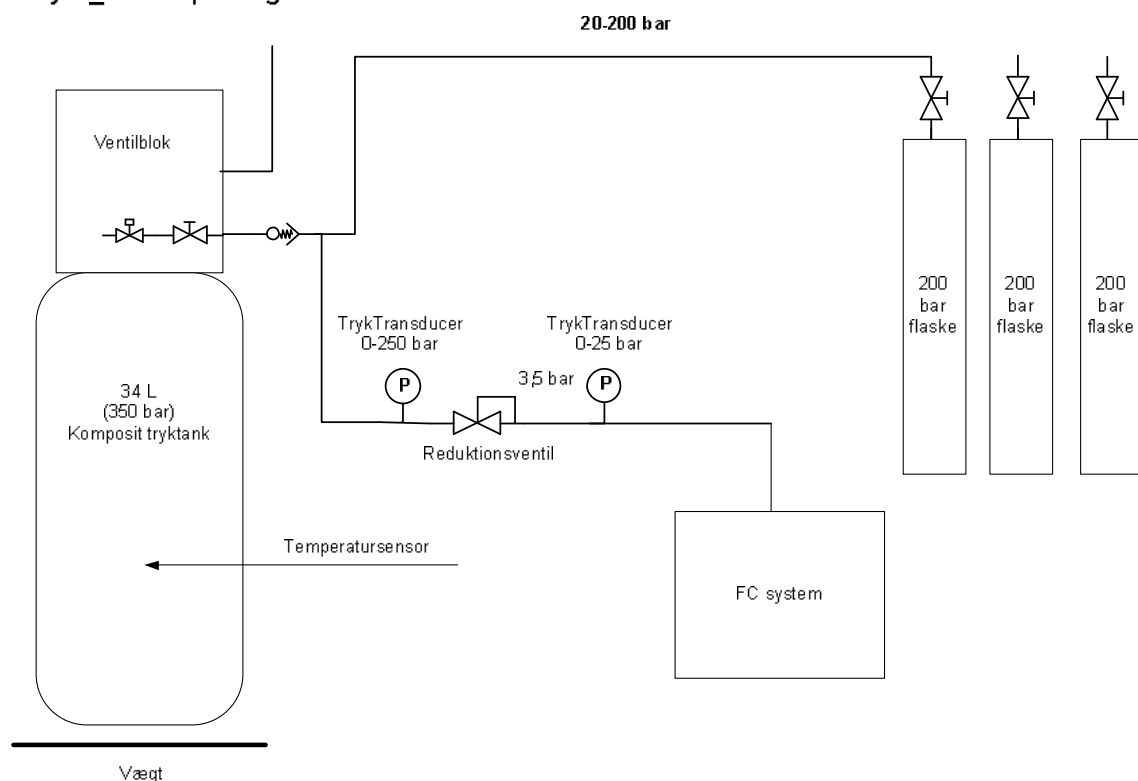 20-200 bar
Ventilblok
200
bar
flaske
200
bar
flaske
200
bar
flaske
TrykTransducer
0-250 bar
TrykTransducer
0-25 bar
3,5 bar
P
P
34 L
(350 bar)
Komposit tryktank
Reduktionsventil
Temperatursensor
FC system
Vægt